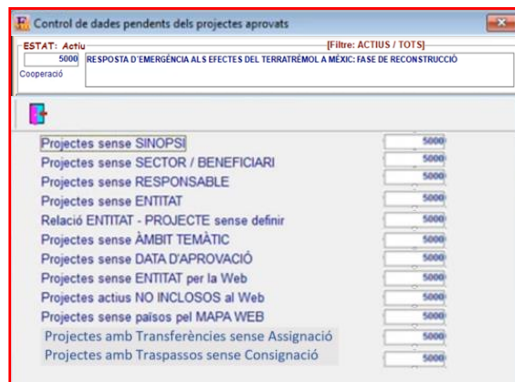 Control de dades pendents dels projectes aprovats
ESTAT: Actiu [Filtre: ACTIUS / TOTS]
5000 RESPOSTA D'EMERGÈNCIA ALS EFECTES DEL TERRATRÉMOL A MÉXIC: FASE DE RECONSTRUCCIÓ
Cooperació
Projectes sense SINOPSI 5000
Projectes sense SECTOR / BENEFICIARI 5000
Projectes sense RESPONSABLE 5000
Projectes sense ENTITAT 5000
Relació ENTITAT - PROJECTE sense definir 5000
Projectes sense ÀMBIT TEMÀTIC 5000
Projectes sense DATA D'APROVACIÓ 5000
Projectes sense ENTITAT per la Web 5000
Projectes actius NO INCLOSOS al Web 5000
Projectes sense països pel MAPA WEB 5000
Projectes amb Transferències sense Assignació 5000
Projectes amb Traspassos sense Consignació 5000